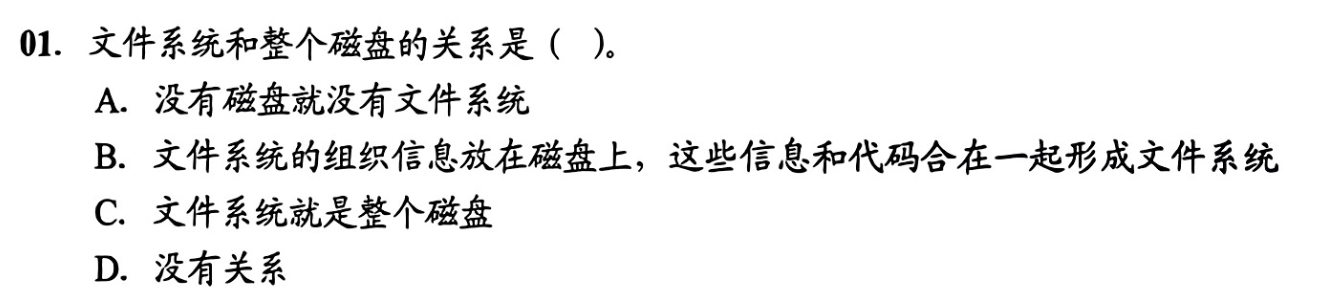 01. 文件系统和整个磁盘的关系是（ ）。
A. 没有磁盘就没有文件系统
B. 文件系统的组织信息放在磁盘上，这些信息和代码合在一起形成文件系统
C. 文件系统就是整个磁盘
D. 没有关系